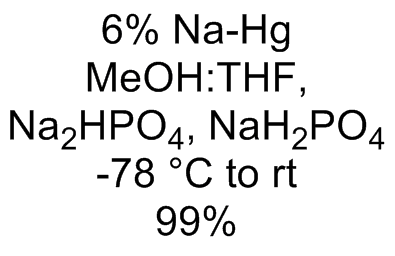 6% Na-Hg
MeOH:THF,
Na₂HPO₄, NaH₂PO₄
-78 °C to rt
99%